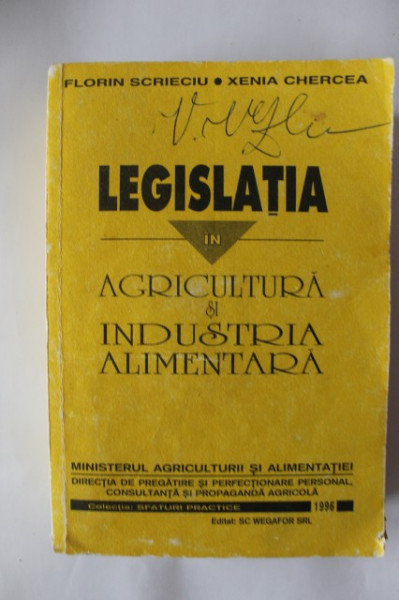 FLORIN SCRIECIU • XENIA CHERCEA
LEGISLAȚIA
IN
AGRICULTURĂ
ȘI
INDUSTRIA
ALIMENTARĂ
MINISTERUL AGRICULTURII ȘI ALIMENTAȚIEI
DIRECȚIA DE PREGĂTIRE ȘI PERFECȚIONARE PERSONAL,
CONSULTANȚĂ ȘI PROPAGANDĂ AGRICOLĂ
Colecția: SFATURI PRACTICE 1996
Editat: SC WEGAFOR SRL